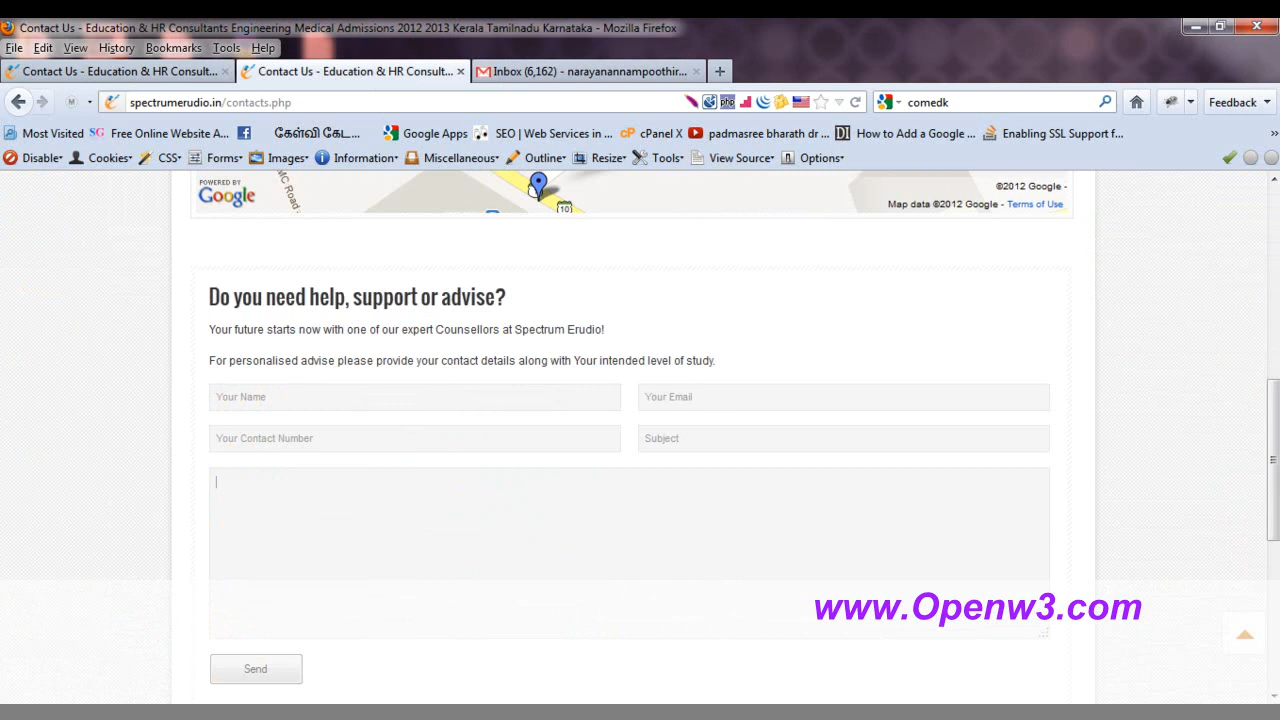 Contact Us - Education & HR Consultants Engineering Medical Admissions 2012 2013 Kerala Tamilnadu Karnataka - Mozilla Firefox
File Edit View History Bookmarks Tools Help
Contact Us - Education & HR Consult... Contact Us - Education & HR Consult... Inbox (6,162) - narayanannampoothir...
spectrumerudio.in/contacts.php comedk Feedback
Most Visited SG Free Online Website A... கேள்வி கேட... Google Apps SEO | Web Services in ... cP cPanel X padmasree bharath dr ... DI How to Add a Google ... Enabling SSL Support f...
Disable Cookies CSS Forms Images Information Miscellaneous Outline Resize Tools View Source Options
POWERED BY
Google
MC Road
10
©2012 Google -
Map data ©2012 Google - Terms of Use
Do you need help, support or advise?
Your future starts now with one of our expert Counsellors at Spectrum Erudio!
For personalised advise please provide your contact details along with Your intended level of study.
Your Name Your Email
Your Contact Number Subject
www.Openw3.com
Send